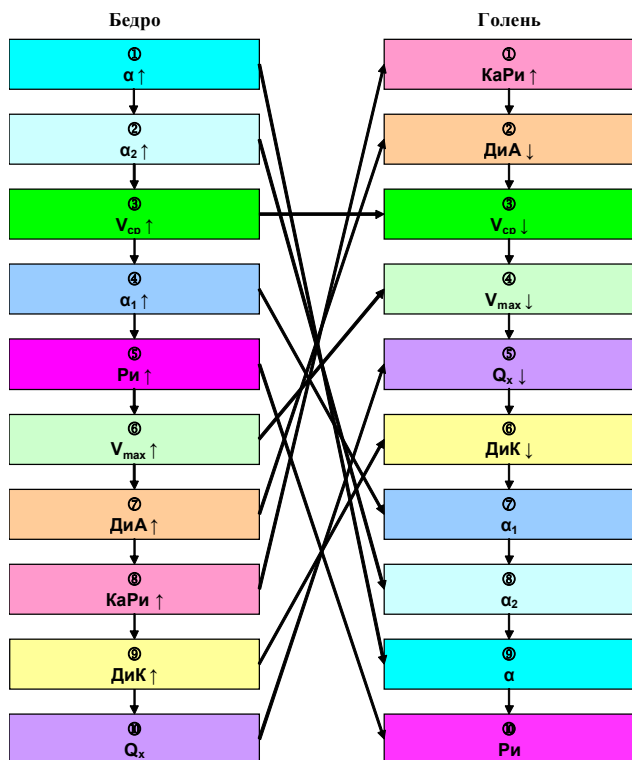 Бедро
Голень
①
α ↑
②
α₂ ↑
③
Vср ↑
④
α₁ ↑
⑤
Ри ↑
⑥
Vmax ↑
⑦
ДиА ↑
⑧
КаРи ↑
⑨
ДиК ↑
⑩
Qx
①
КаРи ↑
②
ДиА ↓
③
Vср ↓
④
Vmax ↓
⑤
Qx ↓
⑥
ДиК ↓
⑦
α₁
⑧
α₂
⑨
α
⑩
Ри